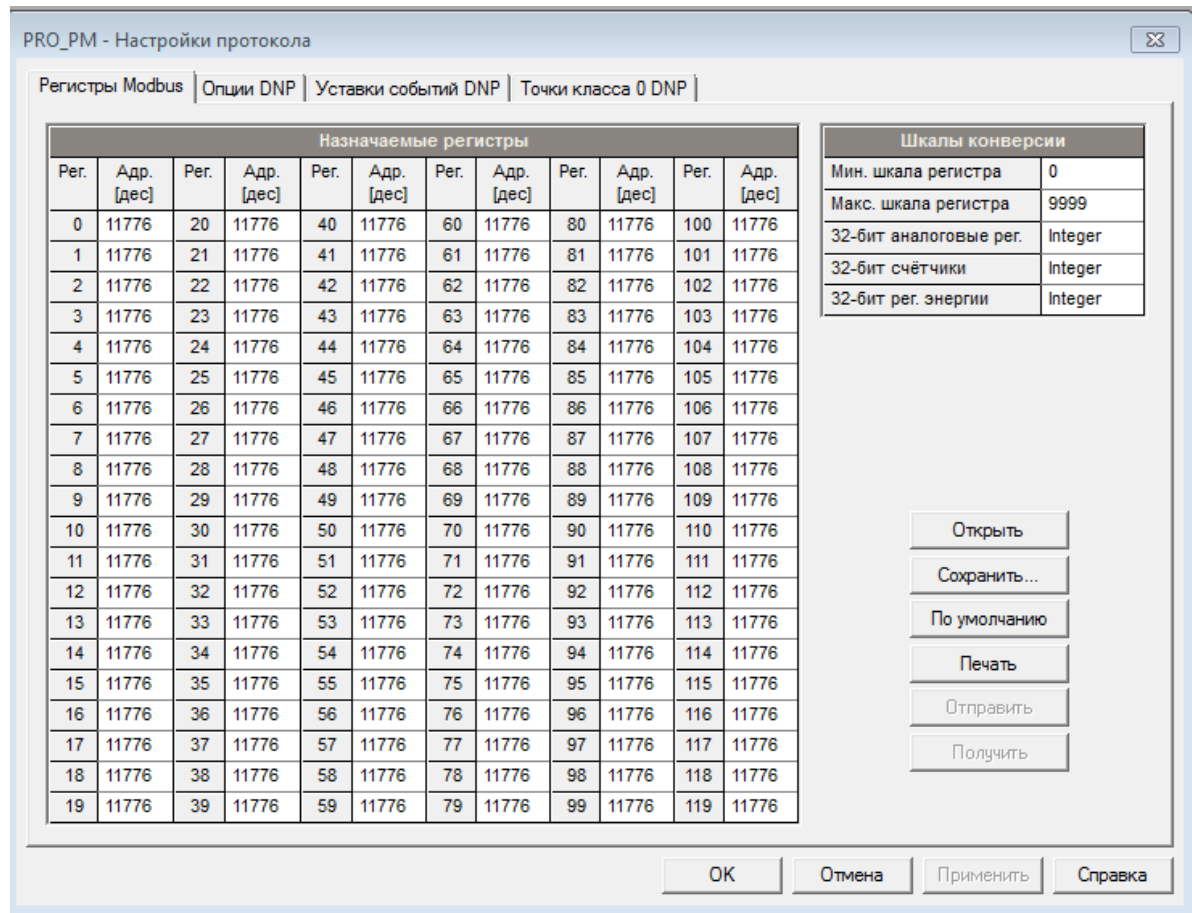 PRO_PM - Настройки протокола
Регистры Modbus Опции DNP Уставки событий DNP Точки класса 0 DNP
Назначаемые регистры
Рег. Адр. [дес] Рег. Адр. [дес] Рег. Адр. [дес] Рег. Адр. [дес] Рег. Адр. [дес] Рег. Адр. [дес]
0 11776 20 11776 40 11776 60 11776 80 11776 100 11776
1 11776 21 11776 41 11776 61 11776 81 11776 101 11776
2 11776 22 11776 42 11776 62 11776 82 11776 102 11776
3 11776 23 11776 43 11776 63 11776 83 11776 103 11776
4 11776 24 11776 44 11776 64 11776 84 11776 104 11776
5 11776 25 11776 45 11776 65 11776 85 11776 105 11776
6 11776 26 11776 46 11776 66 11776 86 11776 106 11776
7 11776 27 11776 47 11776 67 11776 87 11776 107 11776
8 11776 28 11776 48 11776 68 11776 88 11776 108 11776
9 11776 29 11776 49 11776 69 11776 89 11776 109 11776
10 11776 30 11776 50 11776 70 11776 90 11776 110 11776
11 11776 31 11776 51 11776 71 11776 91 11776 111 11776
12 11776 32 11776 52 11776 72 11776 92 11776 112 11776
13 11776 33 11776 53 11776 73 11776 93 11776 113 11776
14 11776 34 11776 54 11776 74 11776 94 11776 114 11776
15 11776 35 11776 55 11776 75 11776 95 11776 115 11776
16 11776 36 11776 56 11776 76 11776 96 11776 116 11776
17 11776 37 11776 57 11776 77 11776 97 11776 117 11776
18 11776 38 11776 58 11776 78 11776 98 11776 118 11776
19 11776 39 11776 59 11776 79 11776 99 11776 119 11776
Шкалы конверсии
Мин. шкала регистра 0
Макс. шкала регистра 9999
32-бит аналоговые рег. Integer
32-бит счётчики Integer
32-бит рег. энергии Integer
Открыть
Сохранить...
По умолчанию
Печать
Отправить
Получить
OK Отмена Применить Справка